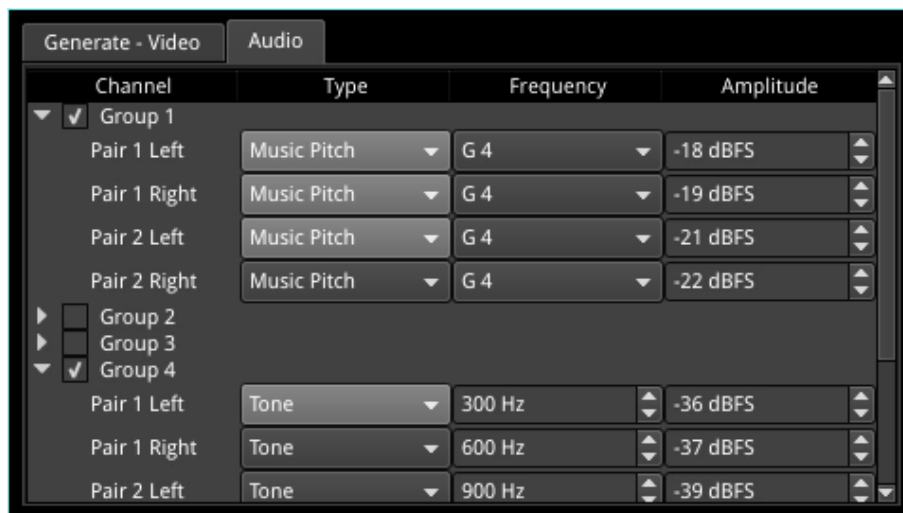 Generate - Video Audio
Channel Type Frequency Amplitude
Group 1
Pair 1 Left Music Pitch G 4 -18 dBFS
Pair 1 Right Music Pitch G 4 -19 dBFS
Pair 2 Left Music Pitch G 4 -21 dBFS
Pair 2 Right Music Pitch G 4 -22 dBFS
Group 2
Group 3
Group 4
Pair 1 Left Tone 300 Hz -36 dBFS
Pair 1 Right Tone 600 Hz -37 dBFS
Pair 2 Left Tone 900 Hz -39 dBFS